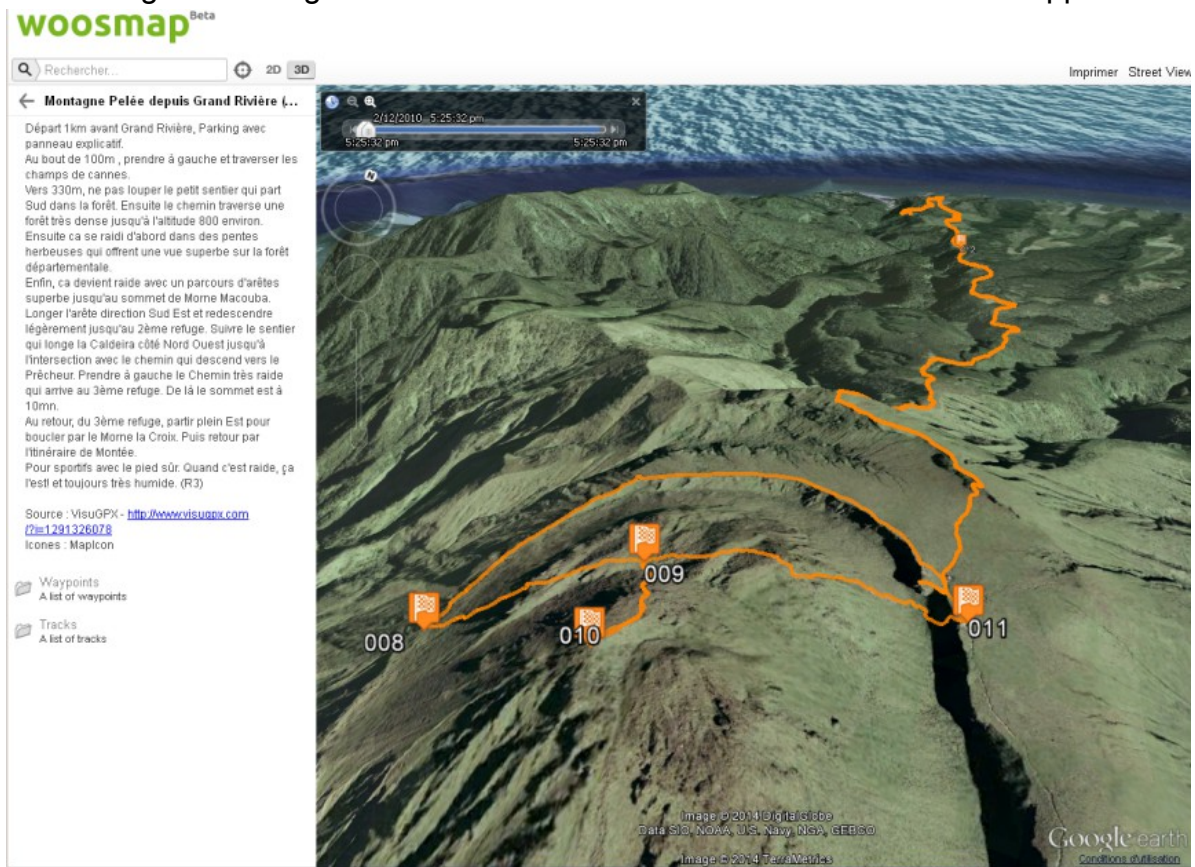 woosmap Beta
Rechercher...
2D 3D
Imprimer Street View
Montagne Pelée depuis Grand Rivière (...
Départ 1km avant Grand Rivière, Parking avec
panneau explicatif.
Au bout de 100m , prendre à gauche et traverser les
champs de cannes.
Vers 330m, ne pas louper le petit sentier qui part
Sud dans la forêt. Ensuite le chemin traverse une
forêt très dense jusqu'à l'altitude 800 environ.
Ensuite ca se raidi d'abord dans des pentes
herbeuses qui offrent une vue superbe sur la forêt
départementale.
Enfin, ca devient raide avec un parcours d'arêtes
superbe jusqu'au sommet de Morne Macouba.
Longer l'arête direction Sud Est et redescendre
légèrement jusqu'au 2ème refuge. Suivre le sentier
qui longe la Caldeira côté Nord Ouest jusqu'à
l'intersection avec le chemin qui descend vers le
Prêcheur. Prendre à gauche le Chemin très raide
qui arrive au 3ème refuge. De là le sommet est à
10mn.
Au retour, du 3ème refuge, partir plein Est pour
boucler par le Morne la Croix. Puis retour par
l'itinéraire de Montée.
Pour sportifs avec le pied sûr. Quand c'est raide, ça
l'est! et toujours très humide. (R3)
Source : VisuGPX - http://www.visugpx.com
/?i=1291326078
Icones : MapIcon
Waypoints
A list of waypoints
Tracks
A list of tracks
2/12/2010 5:25:32 pm
5:25:32 pm 5:25:32 pm
N
009
008
010
011
Image © 2014 DigitalGlobe
Data SIO, NOAA, U.S. Navy, NGA, GEBCO
Image © 2014 TerraMetrics
Google earth
Conditions d'utilisation